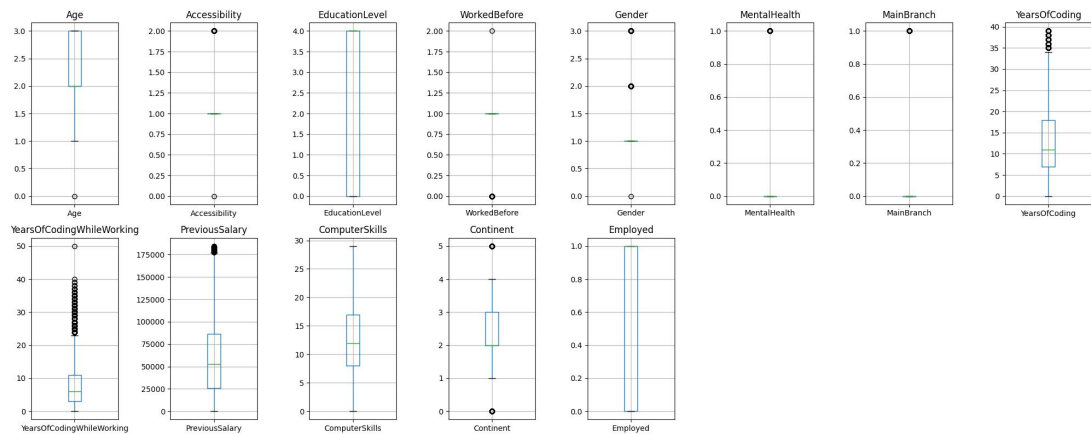 Age Accessibility EducationLevel WorkedBefore Gender MentalHealth MainBranch YearsOfCoding
3.0 2.00 4.0 2.00 3.0 1.0 1.0 40
2.5 1.75 3.5 1.75 2.5 0.8 0.8 35
2.0 1.50 3.0 1.50 2.0 0.6 0.6 30
1.5 1.25 2.5 1.25 1.5 0.4 0.4 25
1.0 1.00 2.0 1.00 1.0 0.2 0.2 20
0.5 0.75 1.5 0.75 0.5 0.0 0.0 15
0.0 0.50 1.0 0.50 0.0 10
0.25 0.5 0.25 5
0.00 0.0 0.00 0
Age Accessibility EducationLevel WorkedBefore Gender MentalHealth MainBranch YearsOfCoding
YearsOfCodingWhileWorking PreviousSalary ComputerSkills Continent Employed
50 175000 30 5 1.0
40 150000 25 4 0.8
30 125000 20 3 0.6
20 100000 15 2 0.4
10 75000 10 1 0.2
0 50000 5 0 0.0
25000 0
0
YearsOfCodingWhileWorking PreviousSalary ComputerSkills Continent Employed